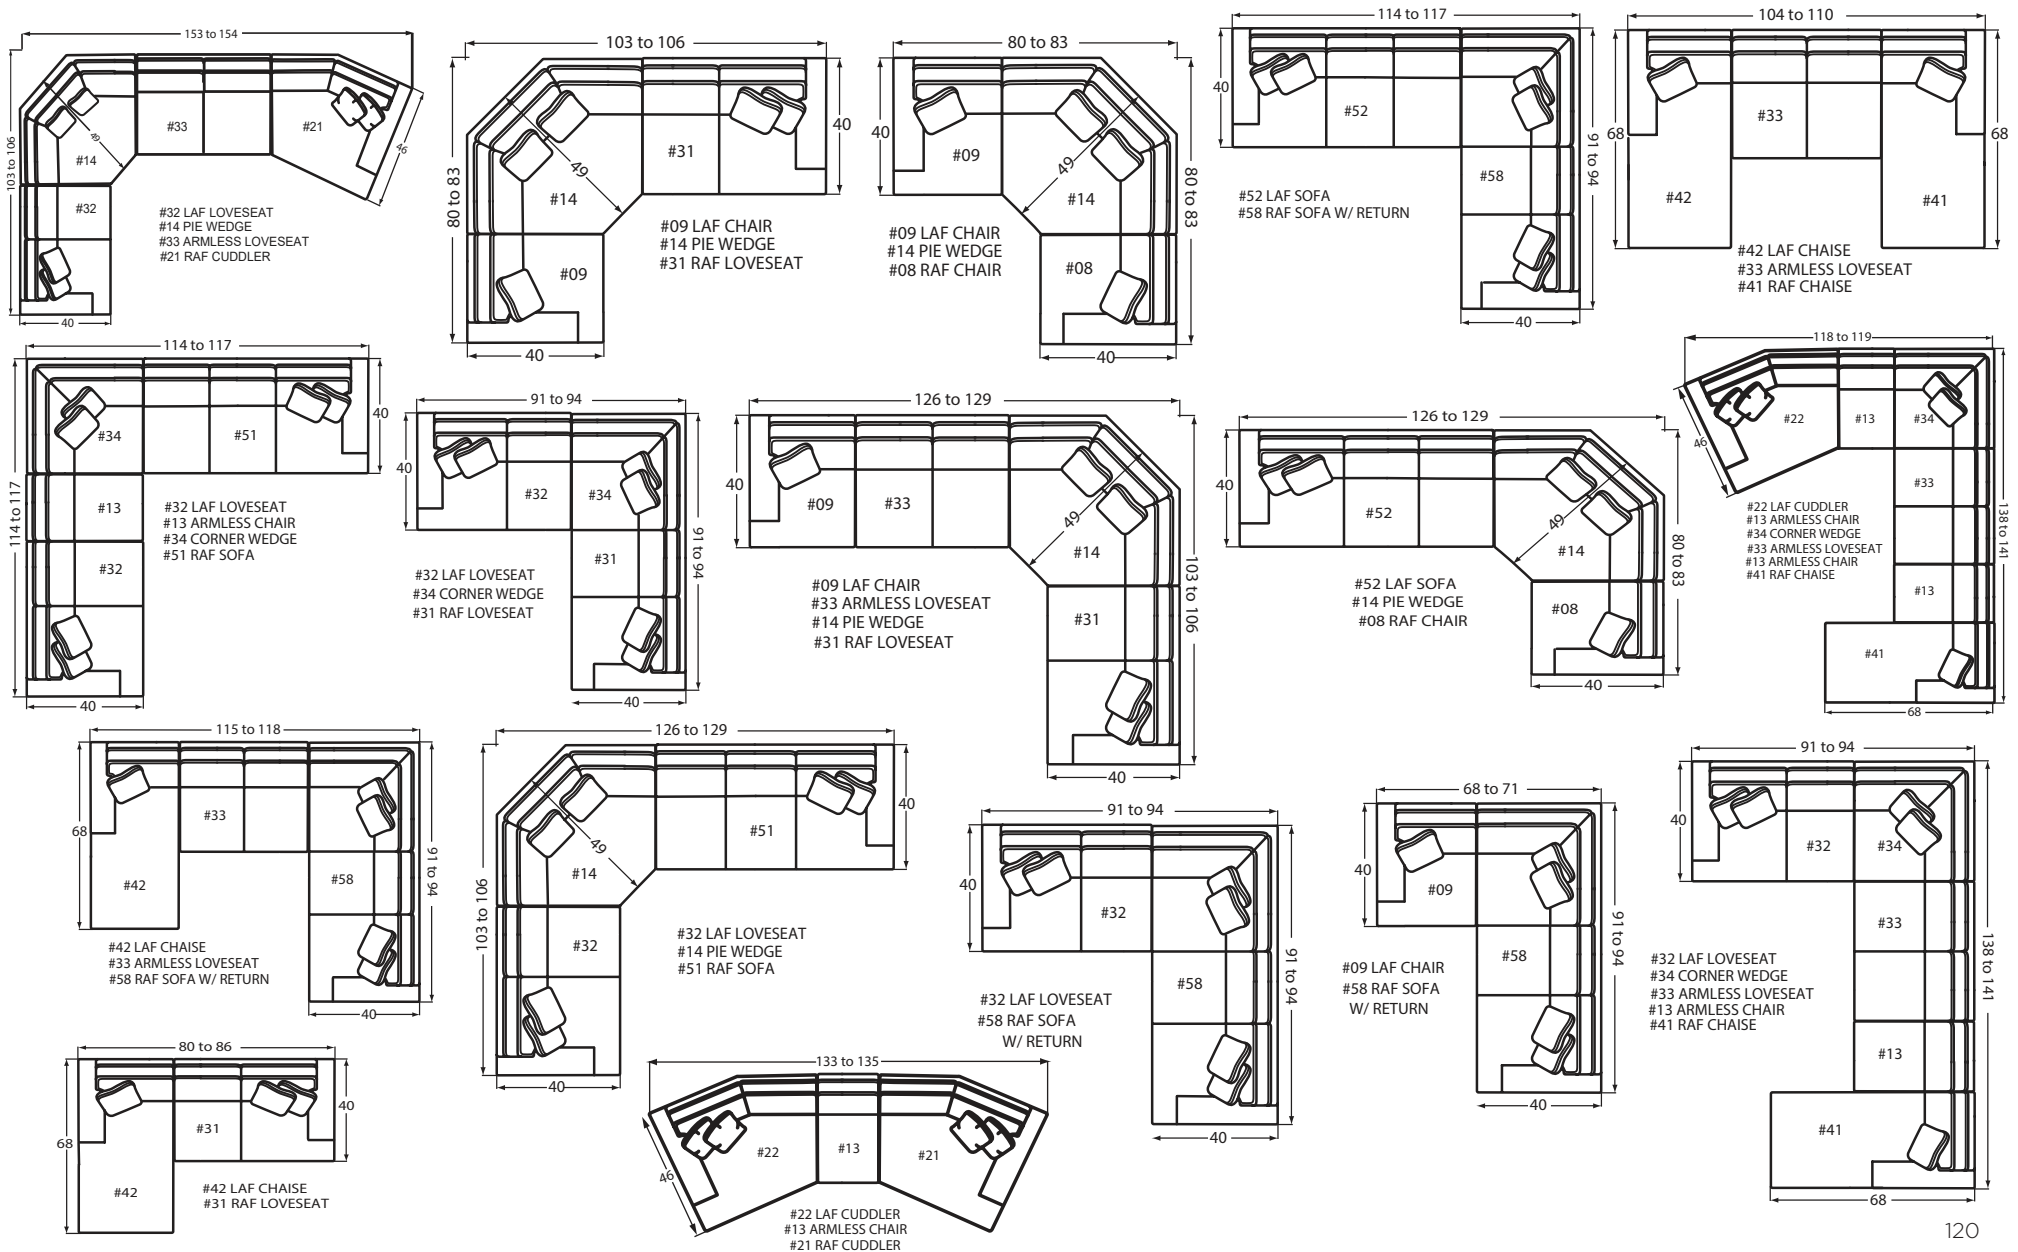 153 to 154
103 to 106
49
#33
#21
46
#14
#32
40
#32 LAF LOVESEAT
#14 PIE WEDGE
#33 ARMLESS LOVESEAT
#21 RAF CUDDLER
103 to 106
80 to 83
40
49
#31
#14
#09
40
#09 LAF CHAIR
#14 PIE WEDGE
#31 RAF LOVESEAT
80 to 83
40
#09
49
#14
80 to 83
#08
40
#09 LAF CHAIR
#14 PIE WEDGE
#08 RAF CHAIR
114 to 117
40
#52
91 to 94
#58
40
#52 LAF SOFA
#58 RAF SOFA W/ RETURN
104 to 110
68
#33
68
#42
#41
#42 LAF CHAISE
#33 ARMLESS LOVESEAT
#41 RAF CHAISE
114 to 117
40
#34
#51
114 to 117
#13
#32
40
#32 LAF LOVESEAT
#13 ARMLESS CHAIR
#34 CORNER WEDGE
#51 RAF SOFA
91 to 94
40
#32
#34
91 to 94
#31
40
#32 LAF LOVESEAT
#34 CORNER WEDGE
#31 RAF LOVESEAT
126 to 129
40
#09
#33
49
#14
103 to 106
#31
40
#09 LAF CHAIR
#33 ARMLESS LOVESEAT
#14 PIE WEDGE
#31 RAF LOVESEAT
126 to 129
40
#52
49
#14
80 to 83
#08
40
#52 LAF SOFA
#14 PIE WEDGE
#08 RAF CHAIR
118 to 119
46
#22
#13
#34
#33
138 to 141
#13
#41
68
#22 LAF CUDDLER
#13 ARMLESS CHAIR
#34 CORNER WEDGE
#33 ARMLESS LOVESEAT
#13 ARMLESS CHAIR
#41 RAF CHAISE
115 to 118
68
#33
91 to 94
#42
#58
40
#42 LAF CHAISE
#33 ARMLESS LOVESEAT
#58 RAF SOFA W/ RETURN
126 to 129
40
49
#51
#14
103 to 106
#32
40
#32 LAF LOVESEAT
#14 PIE WEDGE
#51 RAF SOFA
91 to 94
40
#32
91 to 94
#58
40
#32 LAF LOVESEAT
#58 RAF SOFA
W/ RETURN
68 to 71
40
#09
91 to 94
#58
40
#09 LAF CHAIR
#58 RAF SOFA
W/ RETURN
91 to 94
40
#32
#34
#33
138 to 141
#13
#41
68
#32 LAF LOVESEAT
#34 CORNER WEDGE
#33 ARMLESS LOVESEAT
#13 ARMLESS CHAIR
#41 RAF CHAISE
80 to 86
40
68
#31
#42
#42 LAF CHAISE
#31 RAF LOVESEAT
133 to 135
46
#22
#13
#21
#22 LAF CUDDLER
#13 ARMLESS CHAIR
#21 RAF CUDDLER
120